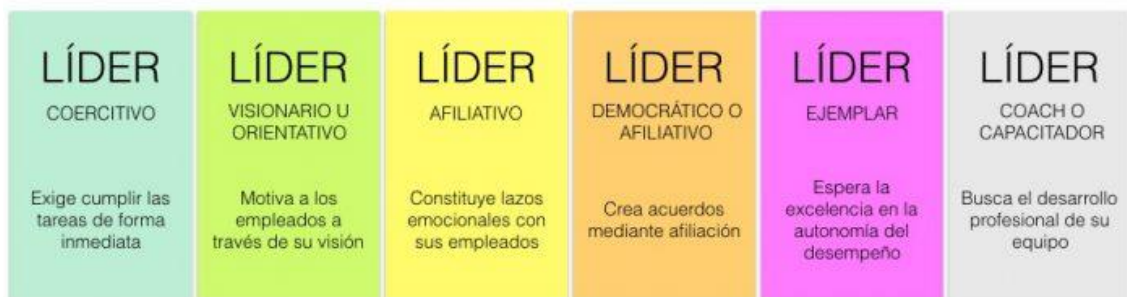 LÍDER
COERCITIVO
Exige cumplir las
tareas de forma
inmediata
LÍDER
VISIONARIO U
ORIENTATIVO
Motiva a los
empleados a
través de su visión
LÍDER
AFILIATIVO
Constituye lazos
emocionales con
sus empleados
LÍDER
DEMOCRÁTICO O
AFILIATIVO
Crea acuerdos
mediante afiliación
LÍDER
EJEMPLAR
Espera la
excelencia en la
autonomía del
desempeño
LÍDER
COACH O
CAPACITADOR
Busca el desarrollo
profesional de su
equipo